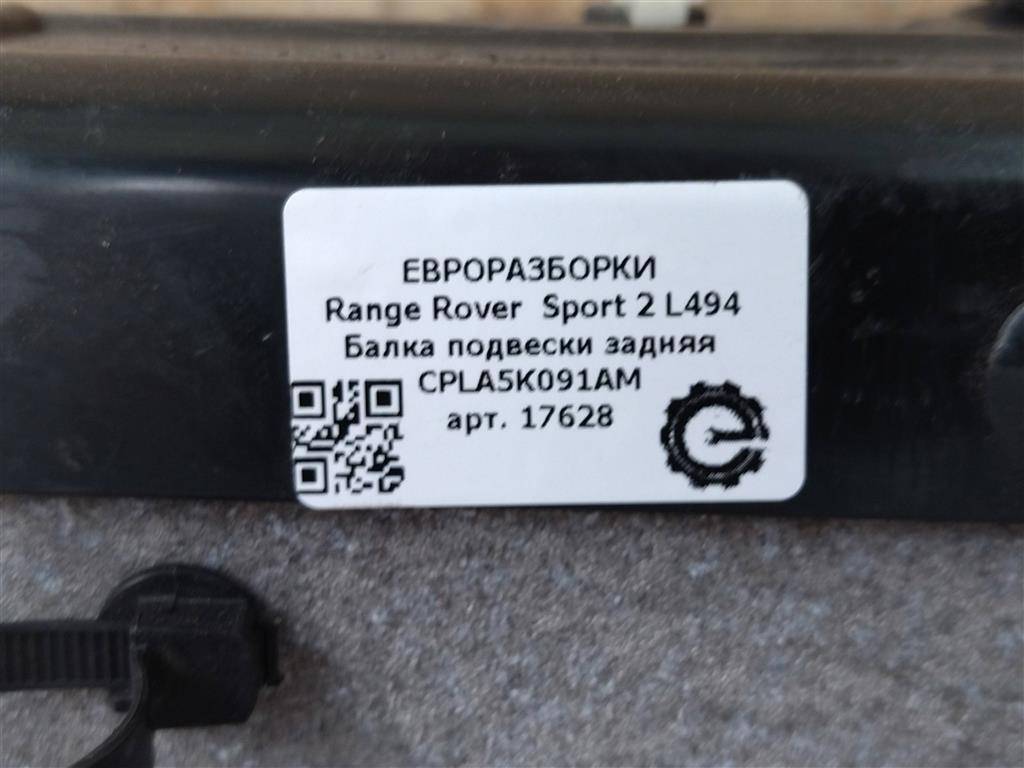 ЕВРОРАЗБОРКИ
Range Rover Sport 2 L494
Балка подвески задняя
CPLA5K091AM
арт. 17628